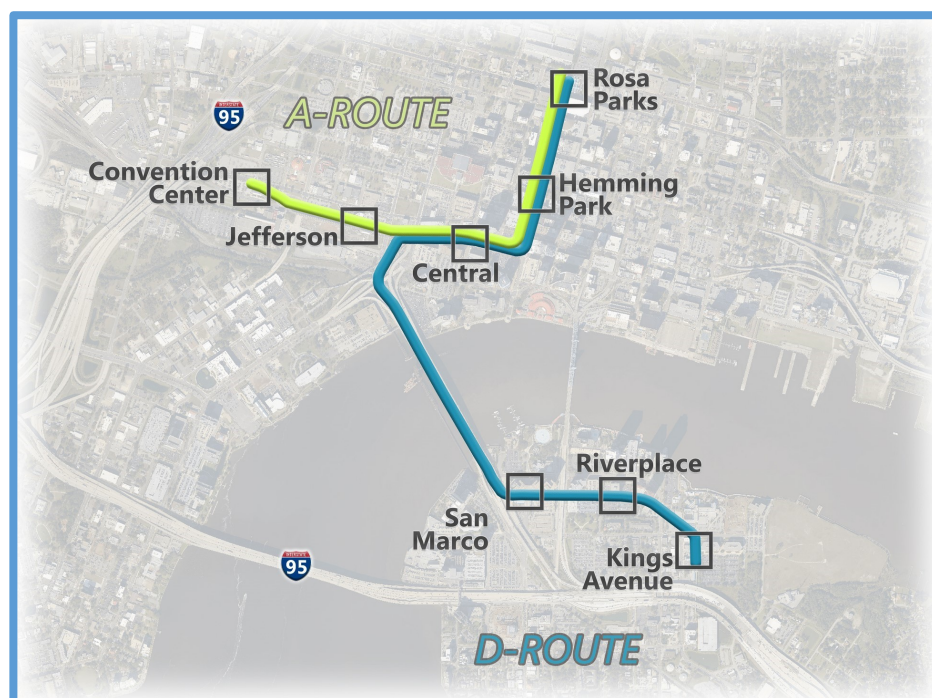 Rosa
Parks
95
A-ROUTE
Convention
Center
Hemming
Park
Jefferson
Central
Riverplace
San
Marco
Kings
Avenue
95
D-ROUTE